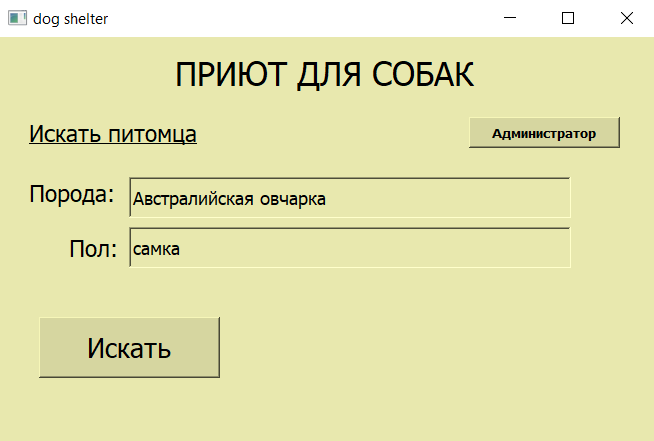 dog shelter
ПРИЮТ ДЛЯ СОБАК
Искать питомца
Администратор
Порода: Австралийская овчарка
Пол: самка
Искать